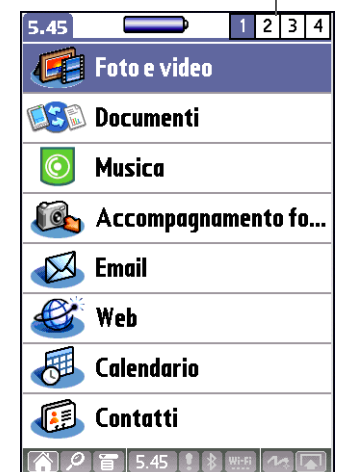 5.45 1 2 3 4
Foto e video
Documenti
Musica
Accompagnamento fo...
Email
Web
Calendario
Contatti
5.45 Wi-Fi